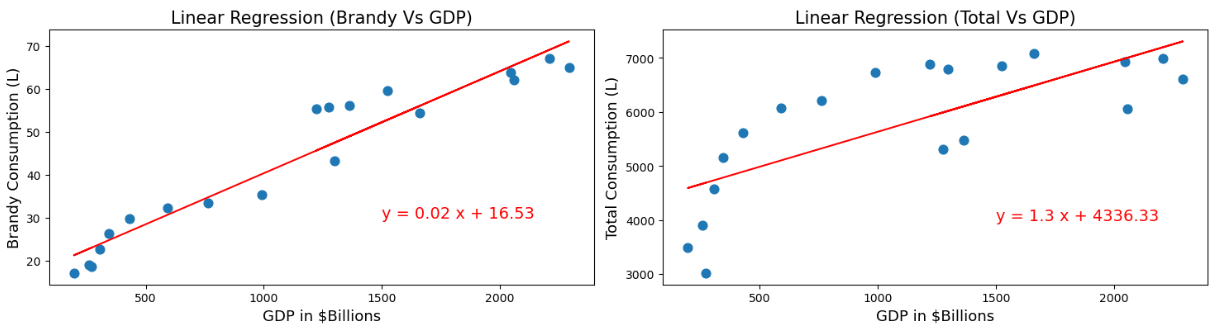 Linear Regression (Brandy Vs GDP)
Brandy Consumption (L)
70
60
50
40
30
20
y = 0.02 x + 16.53
500
1000
1500
2000
GDP in $Billions
Linear Regression (Total Vs GDP)
Total Consumption (L)
7000
6000
5000
4000
3000
y = 1.3 x + 4336.33
500
1000
1500
2000
GDP in $Billions